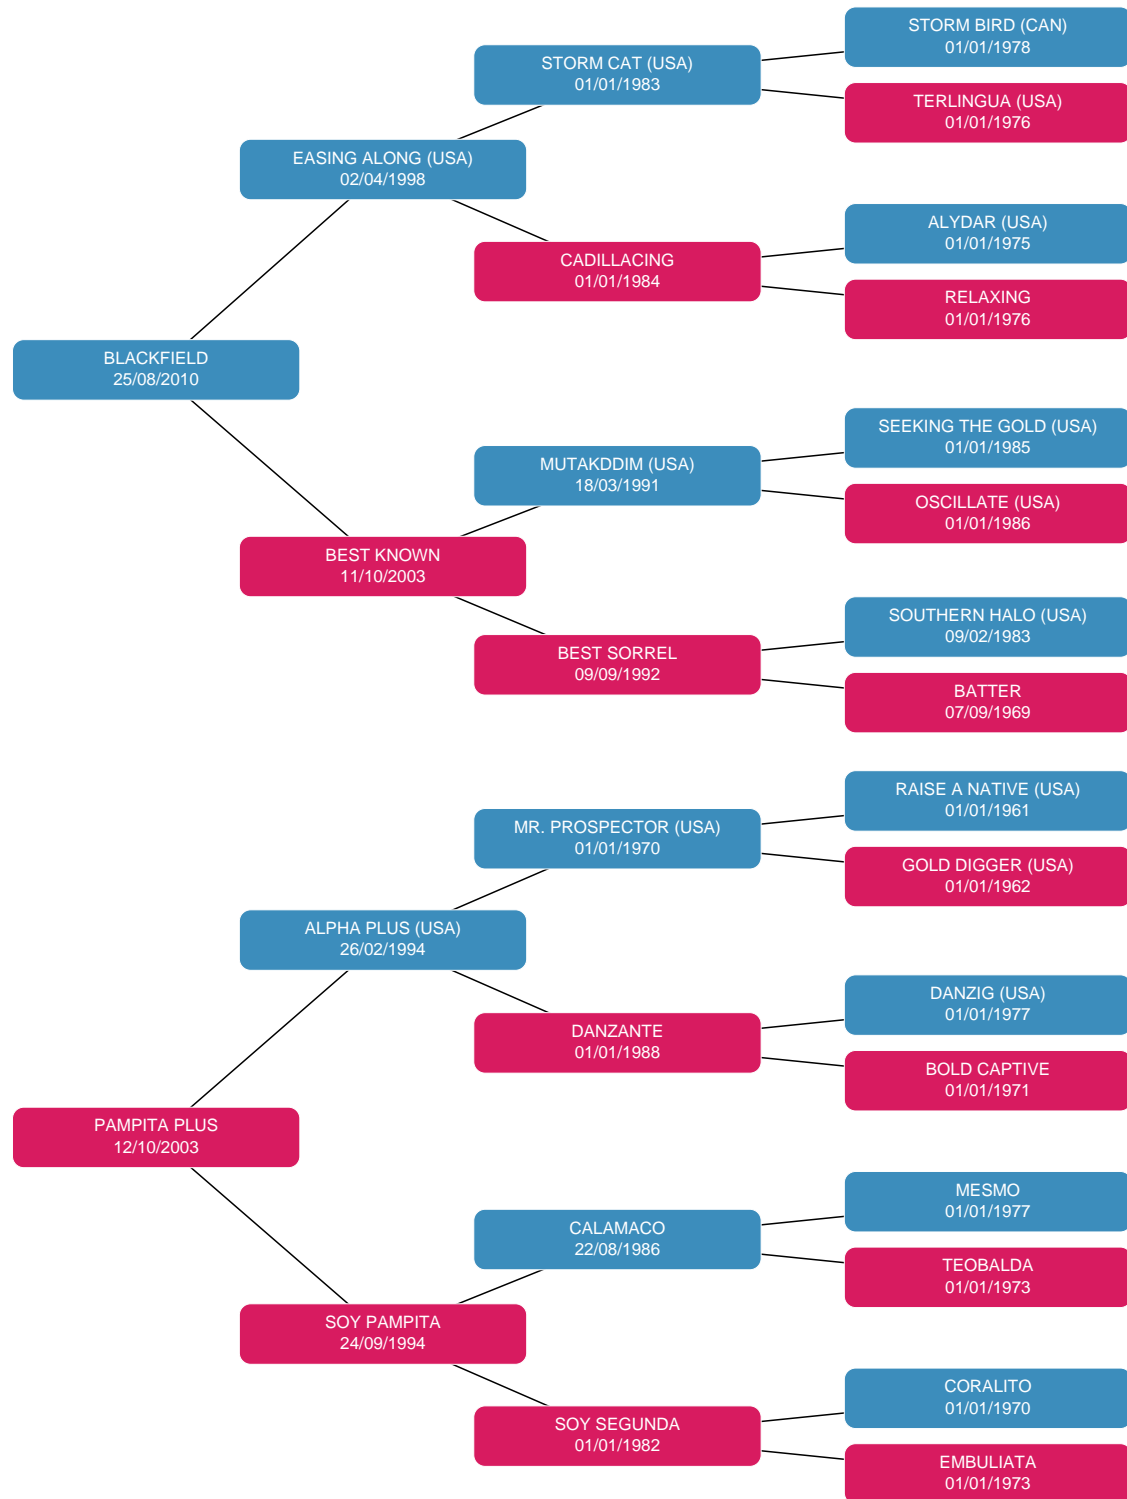 STORM BIRD (CAN)
01/01/1978
STORM CAT (USA)
01/01/1983
TERLINGUA (USA)
01/01/1976
EASING ALONG (USA)
02/04/1998
ALYDAR (USA)
01/01/1975
CADILLACING
01/01/1984
RELAXING
01/01/1976
BLACKFIELD
25/08/2010
SEEKING THE GOLD (USA)
01/01/1985
MUTAKDDIM (USA)
18/03/1991
OSCILLATE (USA)
01/01/1986
BEST KNOWN
11/10/2003
SOUTHERN HALO (USA)
09/02/1983
BEST SORREL
09/09/1992
BATTER
07/09/1969
RAISE A NATIVE (USA)
01/01/1961
MR. PROSPECTOR (USA)
01/01/1970
GOLD DIGGER (USA)
01/01/1962
ALPHA PLUS (USA)
26/02/1994
DANZIG (USA)
01/01/1977
DANZANTE
01/01/1988
BOLD CAPTIVE
01/01/1971
PAMPITA PLUS
12/10/2003
MESMO
01/01/1977
CALAMACO
22/08/1986
TEOBALDA
01/01/1973
SOY PAMPITA
24/09/1994
CORALITO
01/01/1970
SOY SEGUNDA
01/01/1982
EMBULIATA
01/01/1973